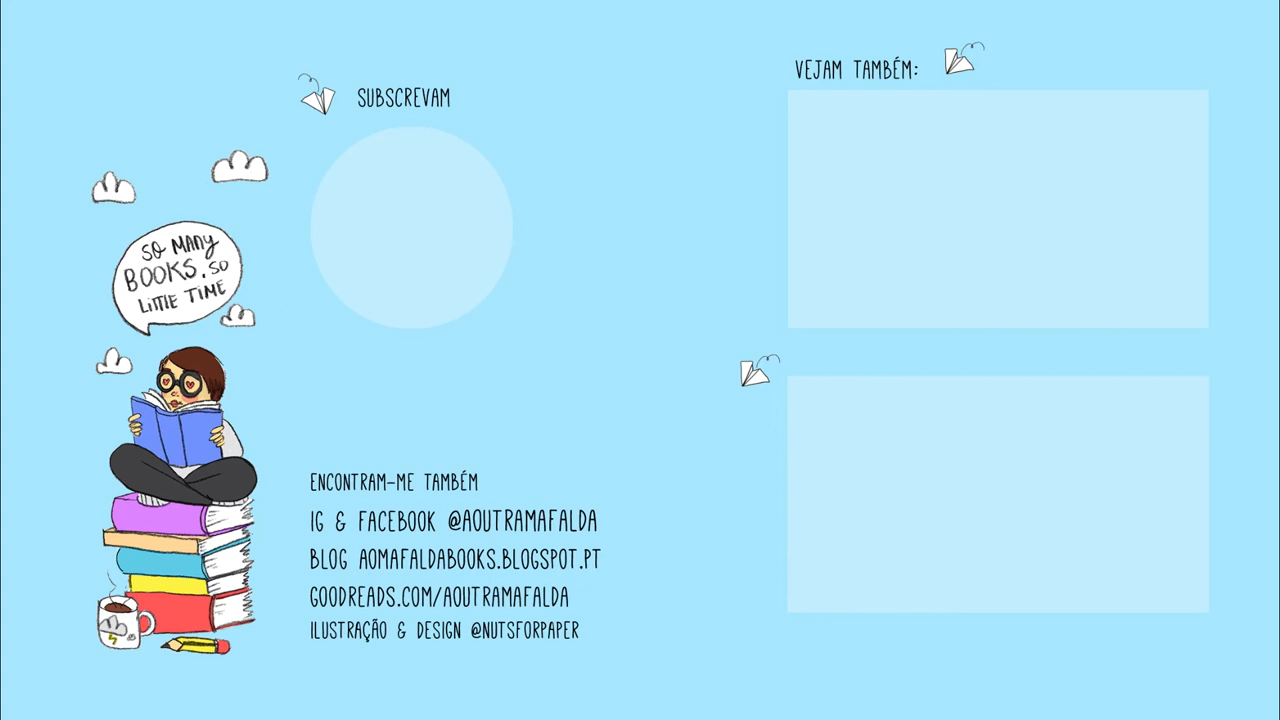 SUBSCREVAM
VEJAM TAMBÉM:
SO MANY
BOOKS, SO
LITTLE TIME
ENCONTRAM-ME TAMBÉM
IG & FACEBOOK @AOUTRAMAFALDA
BLOG AOMAFALDABOOKS.BLOGSPOT.PT
GOODREADS.COM/AOUTRAMAFALDA
ILUSTRAÇÃO & DESIGN @NUTSFORPAPER